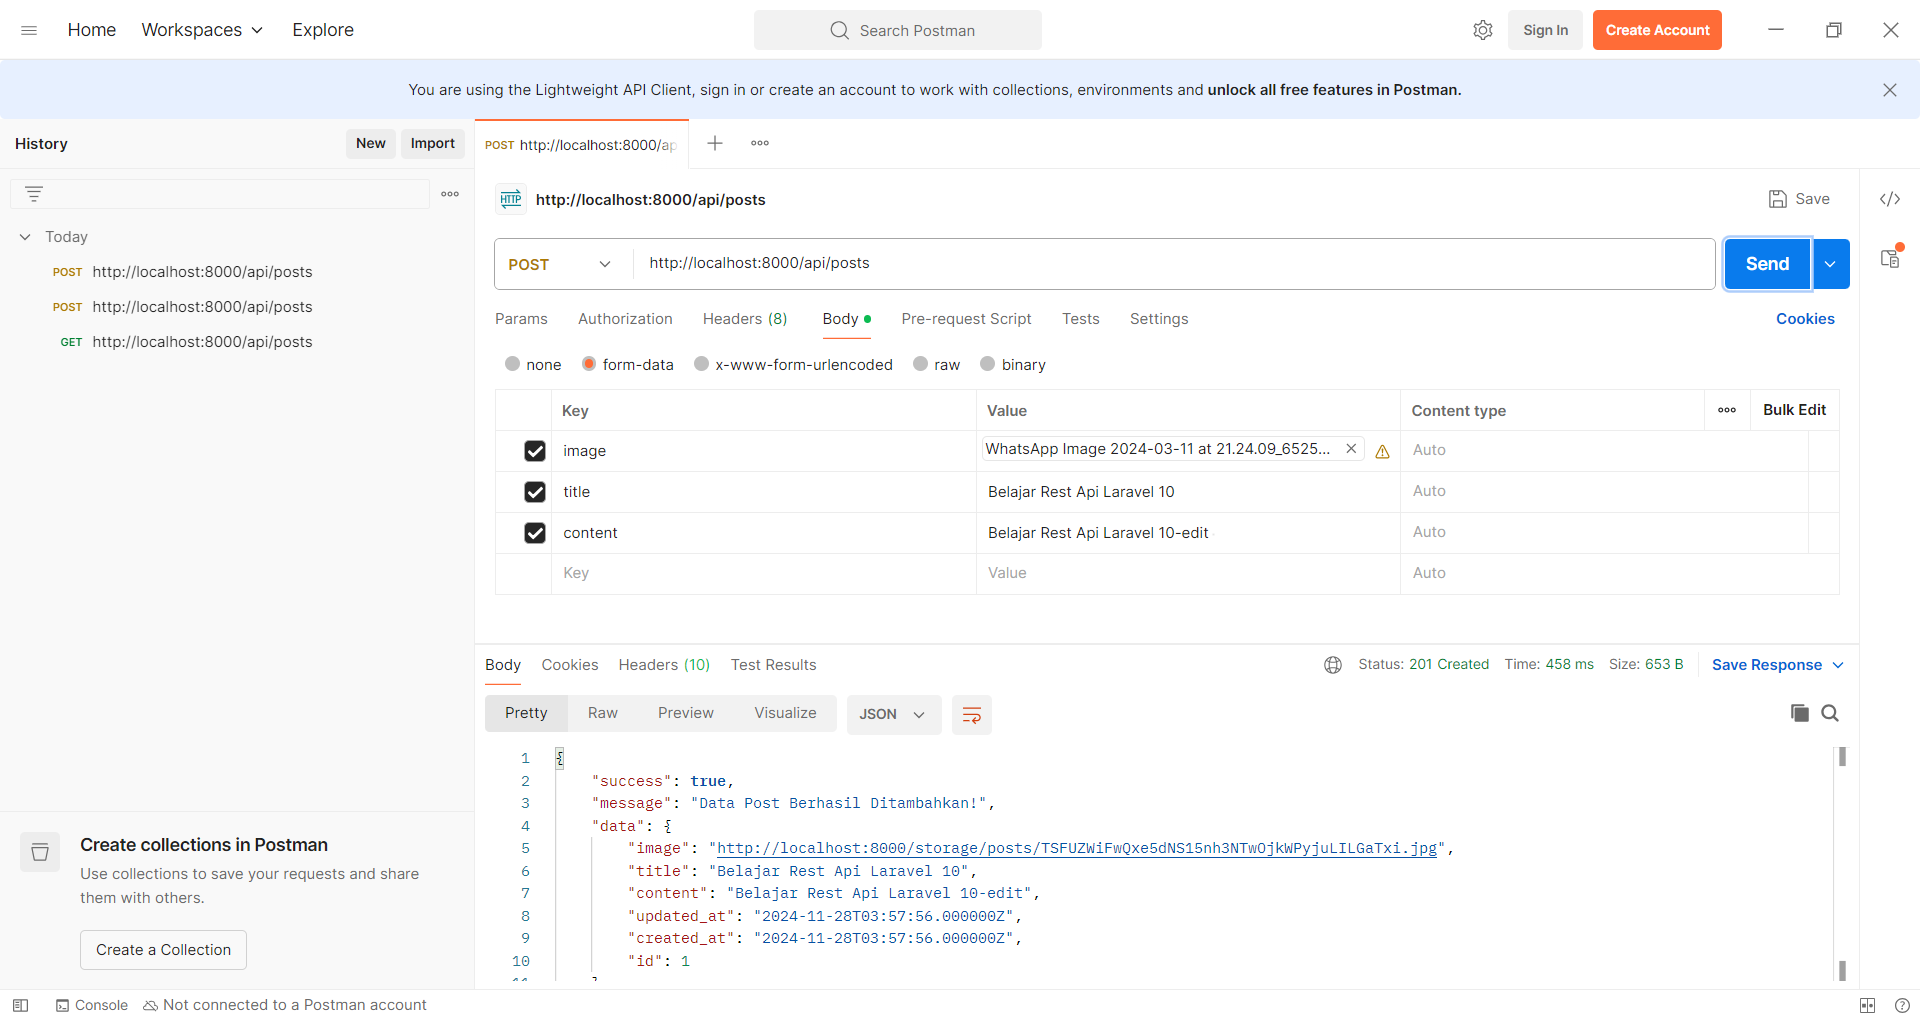 Home Workspaces Explore Search Postman Sign In Create Account
You are using the Lightweight API Client, sign in or create an account to work with collections, environments and unlock all free features in Postman.
History New Import
Today
POST http://localhost:8000/api/posts
POST http://localhost:8000/api/posts
GET http://localhost:8000/api/posts
Create collections in Postman
Use collections to save your requests and share
them with others.
Create a Collection
POST http://localhost:8000/ap
HTTP http://localhost:8000/api/posts Save
POST http://localhost:8000/api/posts Send
Params Authorization Headers (8) Body Pre-request Script Tests Settings Cookies
none form-data x-www-form-urlencoded raw binary
Key Value Content type Bulk Edit
image WhatsApp Image 2024-03-11 at 21.24.09_6525... Auto
title Belajar Rest Api Laravel 10 Auto
content Belajar Rest Api Laravel 10-edit Auto
Key Value Auto
Body Cookies Headers (10) Test Results Status: 201 Created Time: 458 ms Size: 653 B Save Response
Pretty Raw Preview Visualize JSON
1 {
2 "success": true,
3 "message": "Data Post Berhasil Ditambahkan!",
4 "data": {
5 "image": "http://localhost:8000/storage/posts/TSFUZWiFwQxe5dNS15nh3NTwOjkWPyjuLILGaTxi.jpg",
6 "title": "Belajar Rest Api Laravel 10",
7 "content": "Belajar Rest Api Laravel 10-edit",
8 "updated_at": "2024-11-28T03:57:56.000000Z",
9 "created_at": "2024-11-28T03:57:56.000000Z",
10 "id": 1
Console Not connected to a Postman account